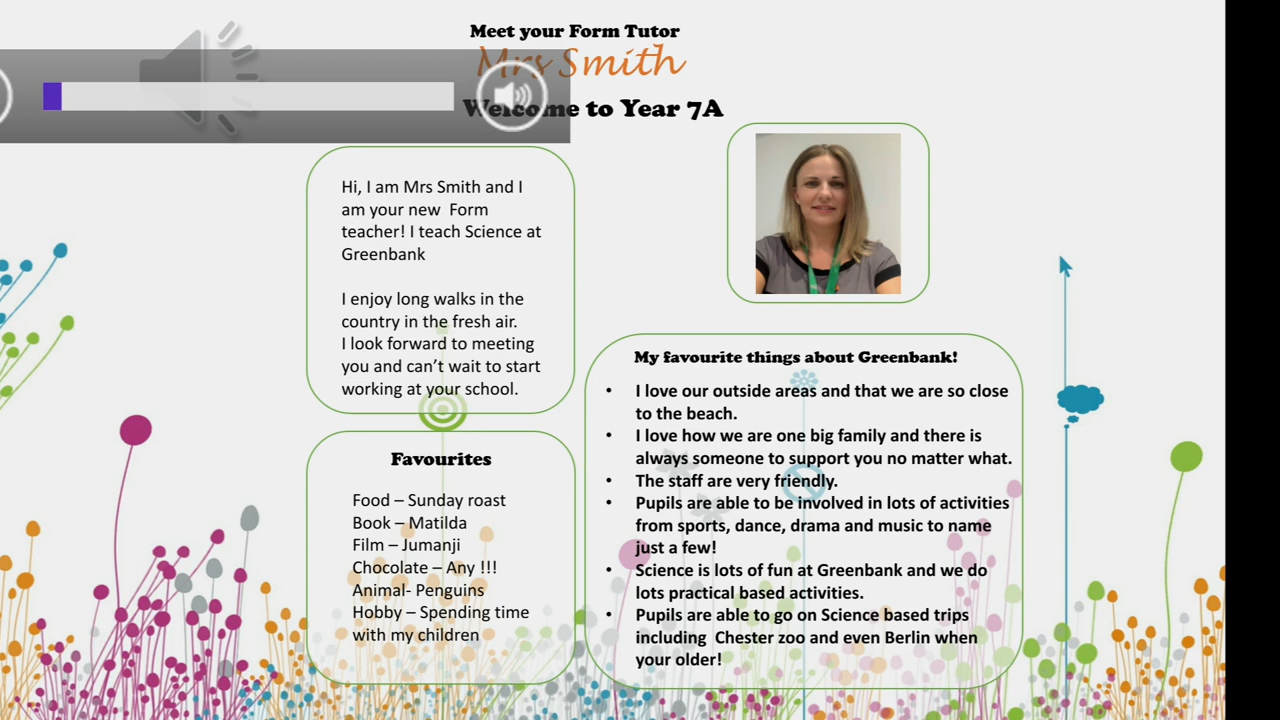 Meet your Form Tutor
Mrs Smith
Welcome to Year 7A
Hi, I am Mrs Smith and I
am your new  Form
teacher! I teach Science at
Greenbank
I enjoy long walks in the
country in the fresh air.
I look forward to meeting
you and can’t wait to start
working at your school.
Favourites
Food – Sunday roast
Book – Matilda
Film – Jumanji
Chocolate – Any !!!
Animal- Penguins
Hobby – Spending time
with my children
My favourite things about Greenbank!
• I love our outside areas and that we are so close
to the beach.
• I love how we are one big family and there is
always someone to support you no matter what.
• The staff are very friendly.
• Pupils are able to be involved in lots of activities
from sports, dance, drama and music to name
just a few!
• Science is lots of fun at Greenbank and we do
lots practical based activities.
• Pupils are able to go on Science based trips
including  Chester zoo and even Berlin when
your older!